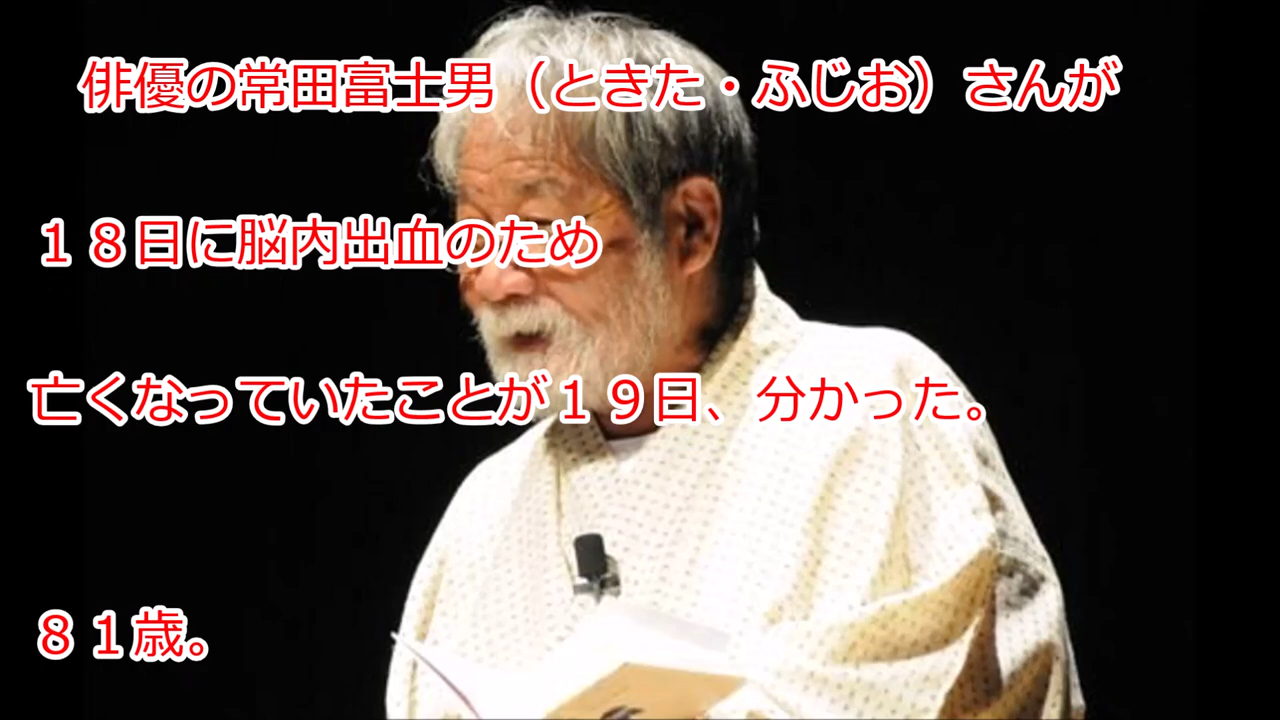 俳優の常田富士男（ときた・ふじお）さんが
１８日に脳内出血のため
亡くなっていたことが１９日、分かった。
８１歳。